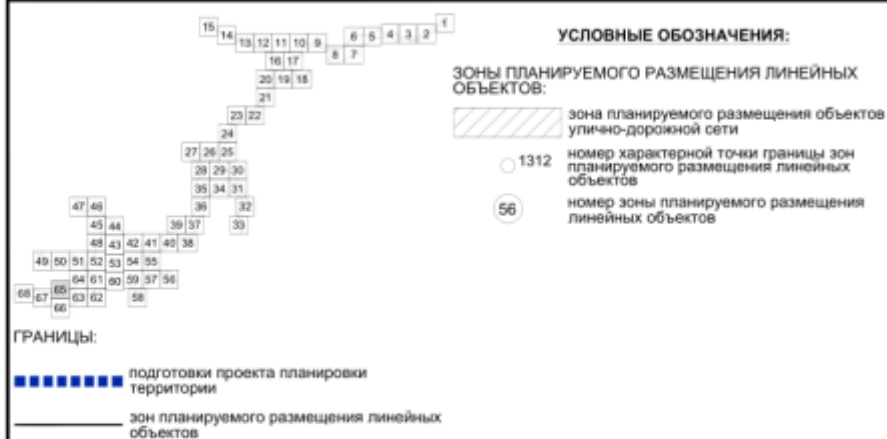 1
15
14 13 12 11 10 9 8 7 6 5 4 3 2
16 17
20 19 18
21
23 22
24
27 26 25
28 29 30
35 34 31
47 46 36 32
45 44 39 37 33
48 43 42 41 40 38
49 50 51 52 53 54 55
64 61 60 59 57 56
68 67 65 63 62 58
66
УСЛОВНЫЕ ОБОЗНАЧЕНИЯ:
ЗОНЫ ПЛАНИРУЕМОГО РАЗМЕЩЕНИЯ ЛИНЕЙНЫХ
ОБЪЕКТОВ:
зона планируемого размещения объектов
улично-дорожной сети
1312 номер характерной точки границы зон
планируемого размещения линейных
объектов
56 номер зоны планируемого размещения
линейных объектов
ГРАНИЦЫ:
подготовки проекта планировки
территории
зон планируемого размещения линейных
объектов